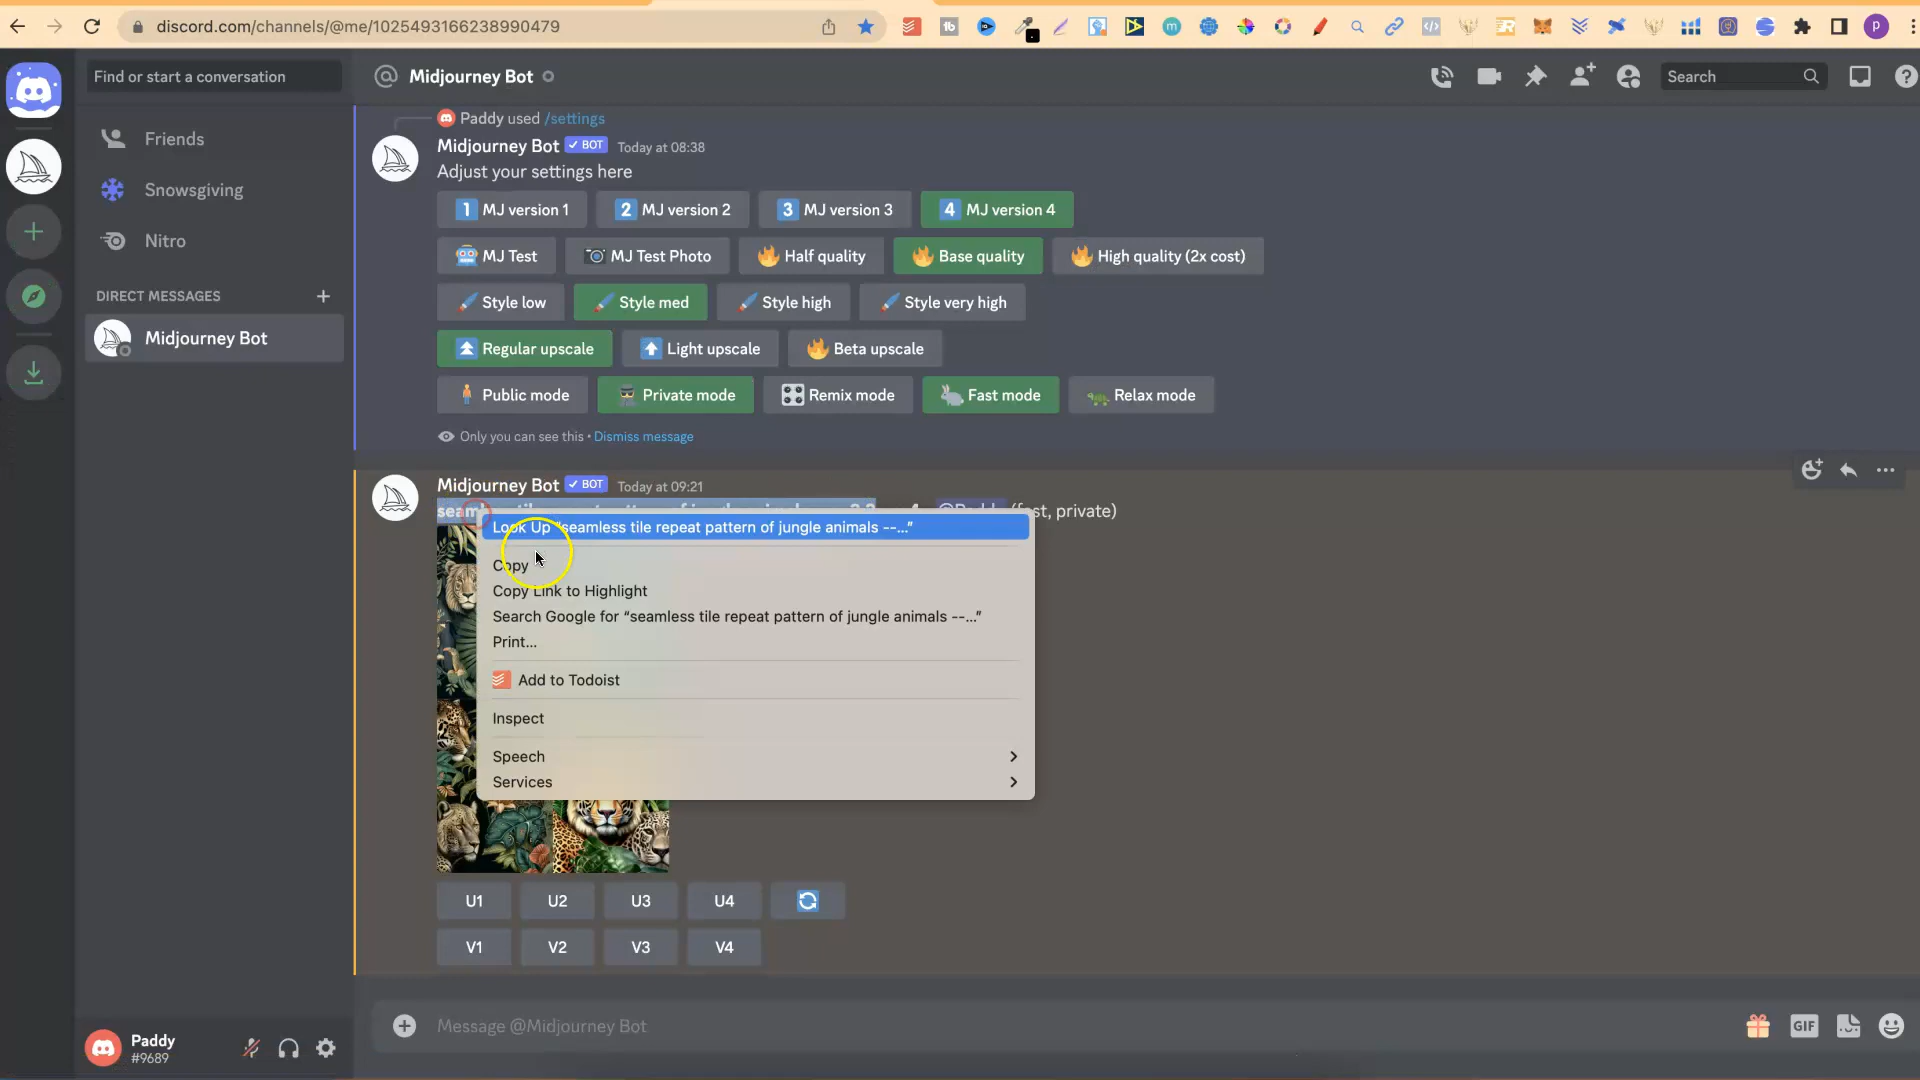 discord.com/channels/@me/1025493166238990479
Find or start a conversation
Midjourney Bot
Search
Friends
Snowsgiving
Nitro
DIRECT MESSAGES
Midjourney Bot
Paddy used /settings
Midjourney Bot BOT Today at 08:38
Adjust your settings here
1 MJ version 1 2 MJ version 2 3 MJ version 3 4 MJ version 4
MJ Test MJ Test Photo Half quality Base quality High quality (2x cost)
Style low Style med Style high Style very high
Regular upscale Light upscale Beta upscale
Public mode Private mode Remix mode Fast mode Relax mode
Only you can see this • Dismiss message
Midjourney Bot BOT Today at 09:21
@Paddy (fast, private)
Look Up “seamless tile repeat pattern of jungle animals --...”
Copy
Copy Link to Highlight
Search Google for “seamless tile repeat pattern of jungle animals --...”
Print...
Add to Todoist
Inspect
Speech
Services
U1 U2 U3 U4
V1 V2 V3 V4
Message @Midjourney Bot
GIF
Paddy
#9689